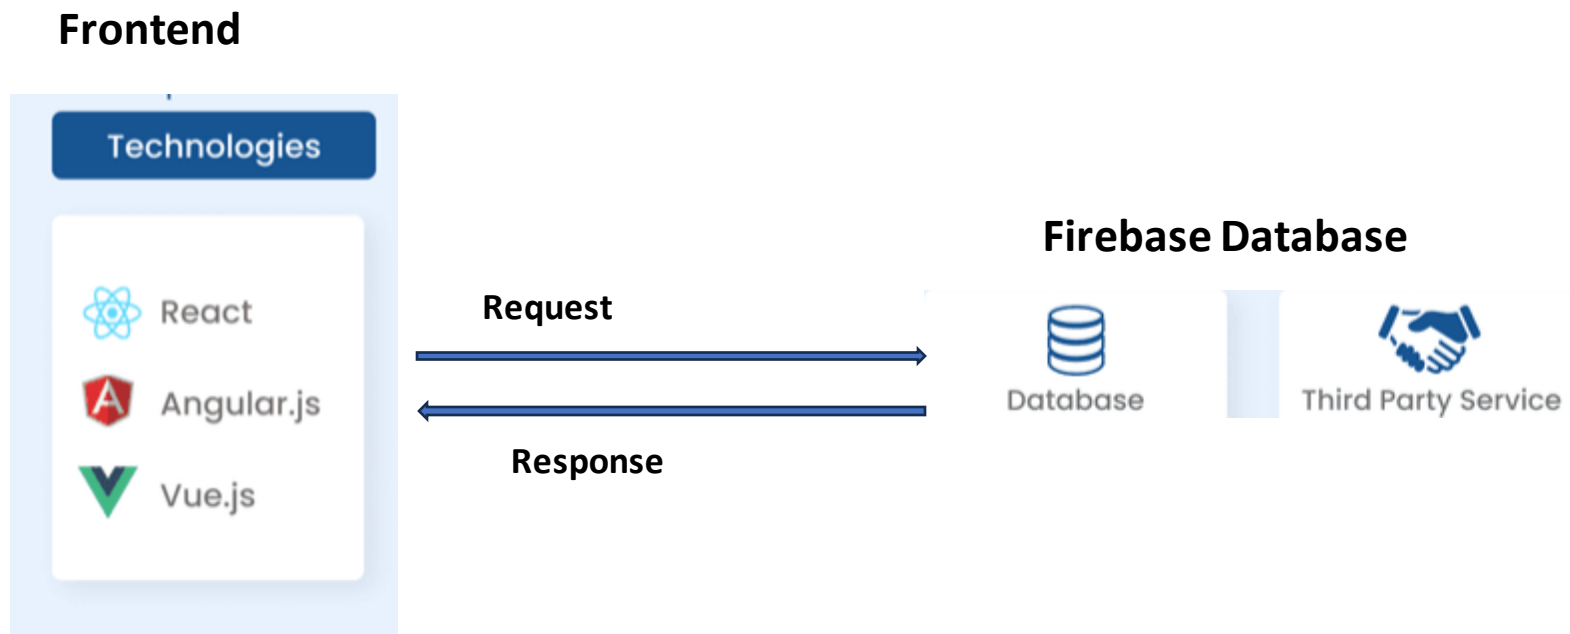 Frontend
Technologies
React
Angular.js
Vue.js
Request
Response
Firebase Database
Database
Third Party Service